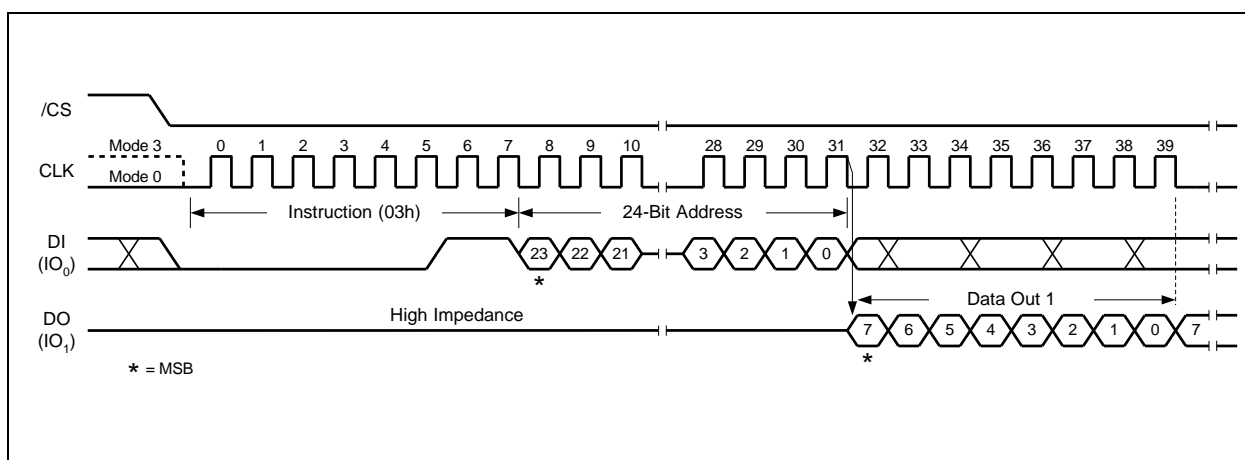 /CS
Mode 3
0 1 2 3 4 5 6 7 8 9 10 28 29 30 31 32 33 34 35 36 37 38 39
CLK
Mode 0
Instruction (03h) 24-Bit Address
DI
(IO0)
23 22 21 3 2 1 0
*
Data Out 1
High Impedance
DO
(IO1)
7 6 5 4 3 2 1 0 7
*
* = MSB